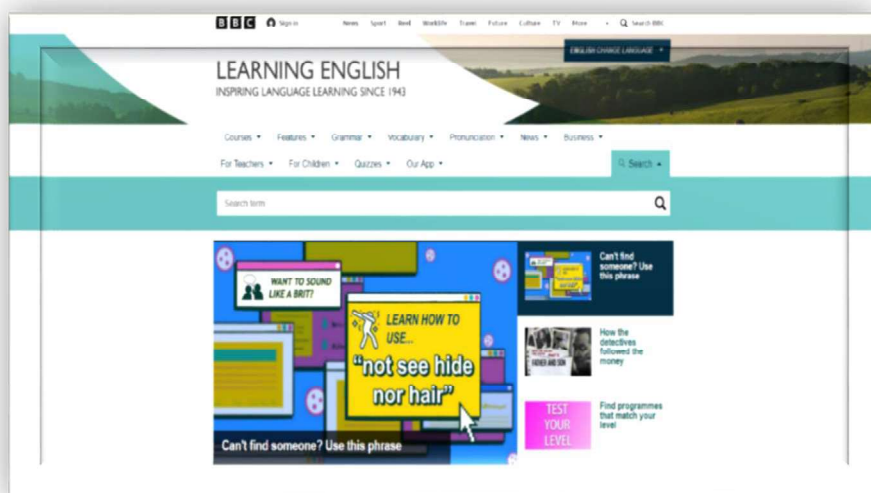 BBC Sign in News Sport Reel Worklife Travel Future Culture TV More Search BBC
ENGLISH CHANGE LANGUAGE
LEARNING ENGLISH
INSPIRING LANGUAGE LEARNING SINCE 1943
Courses Features Grammar Vocabulary Pronunciation News Business
For Teachers For Children Quizzes Our App Search
Search term
WANT TO SOUND
LIKE A BRIT?
LEARN HOW TO
USE...
“not see hide
nor hair”
Can't find someone? Use this phrase
Can't find
someone? Use
this phrase
FATHER AND SON
How the
detectives
followed the
money
TEST
YOUR
LEVEL
Find programmes
that match your
level